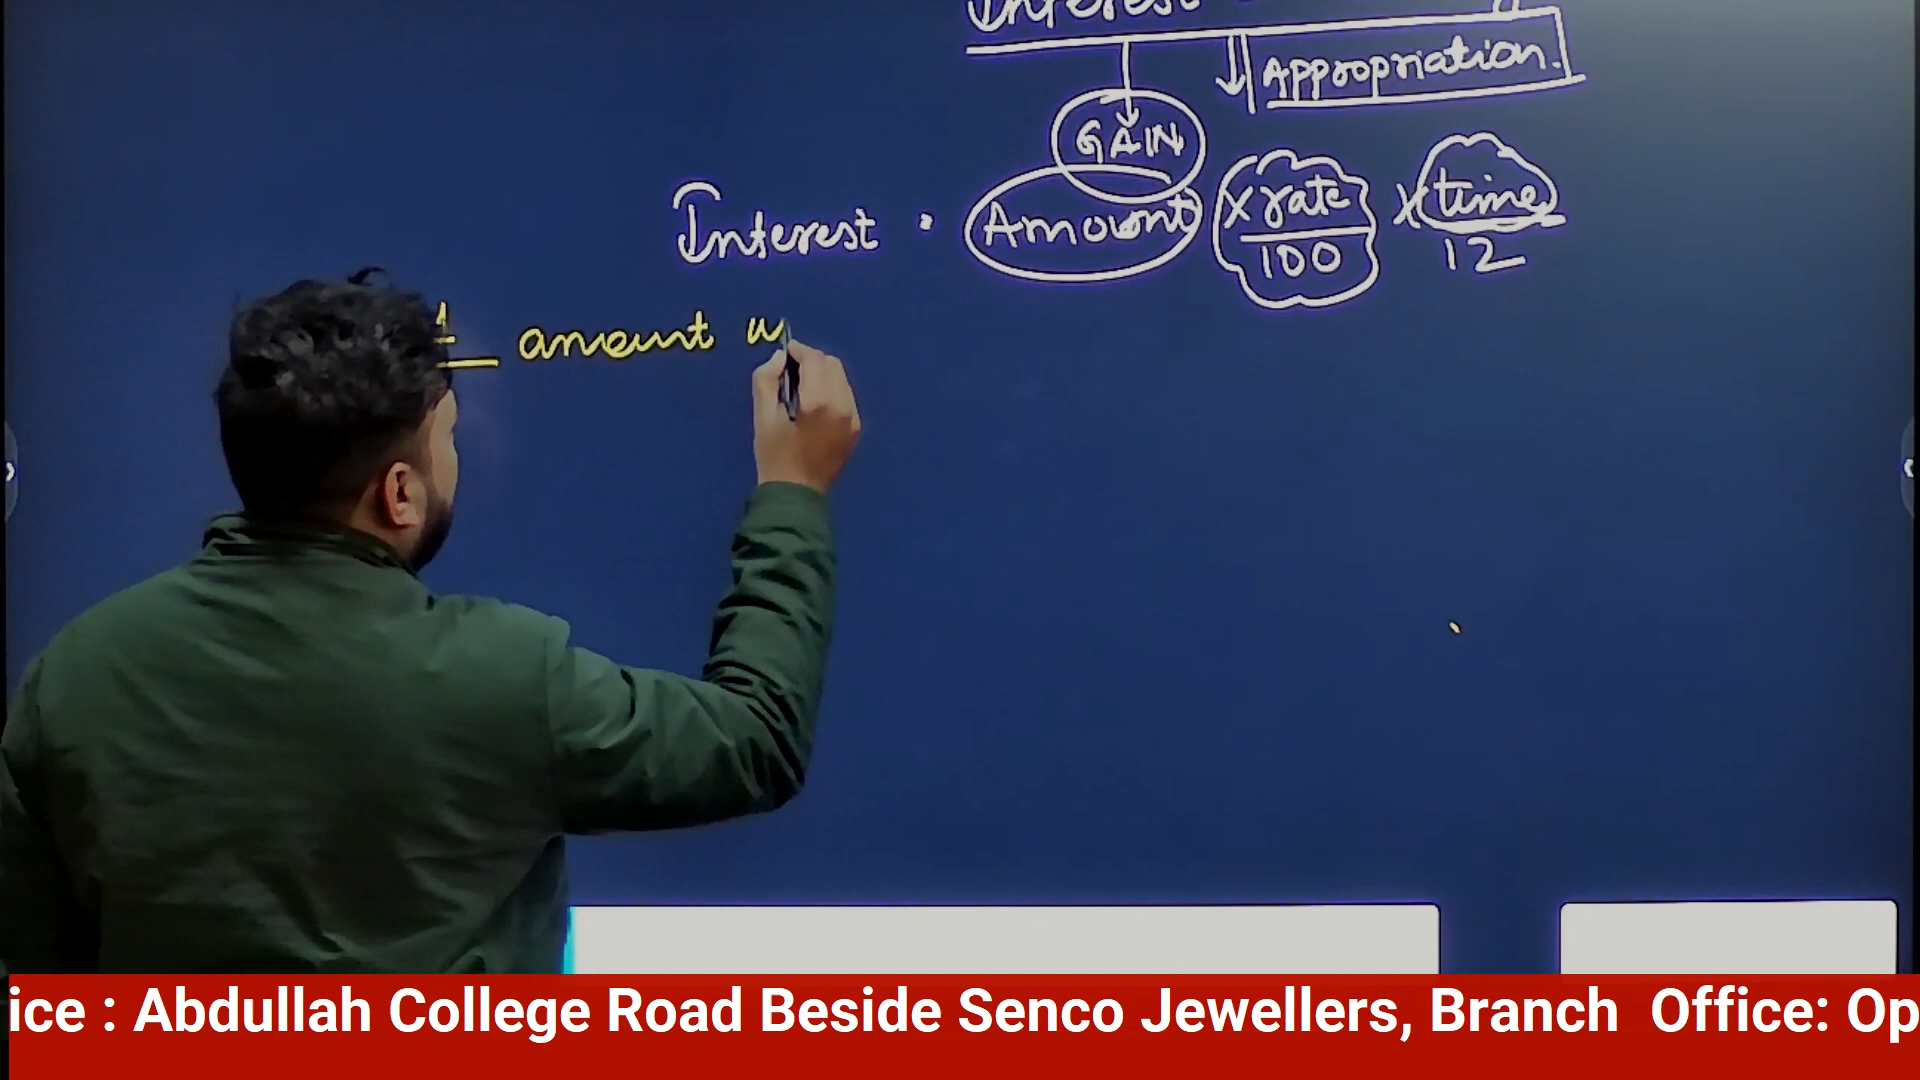 Interest
Appropriation.
GAIN
Interest = Amount x rate x time
100 12
amount w
ice : Abdullah College Road Beside Senco Jewellers, Branch Office: Op